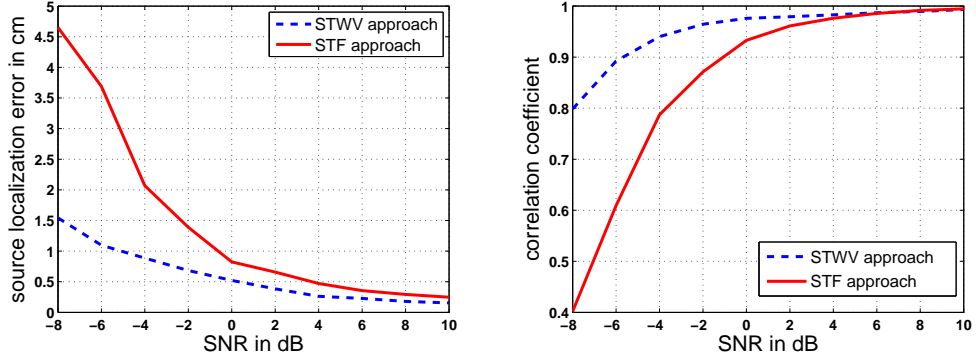 source localization error in cm
5
4.5
4
3.5
3
2.5
2
1.5
1
0.5
0
−8 −6 −4 −2 0 2 4 6 8 10
SNR in dB
STWV approach
STF approach
correlation coefficient
1
0.9
0.8
0.7
0.6
0.5
0.4
−8 −6 −4 −2 0 2 4 6 8 10
SNR in dB
STWV approach
STF approach